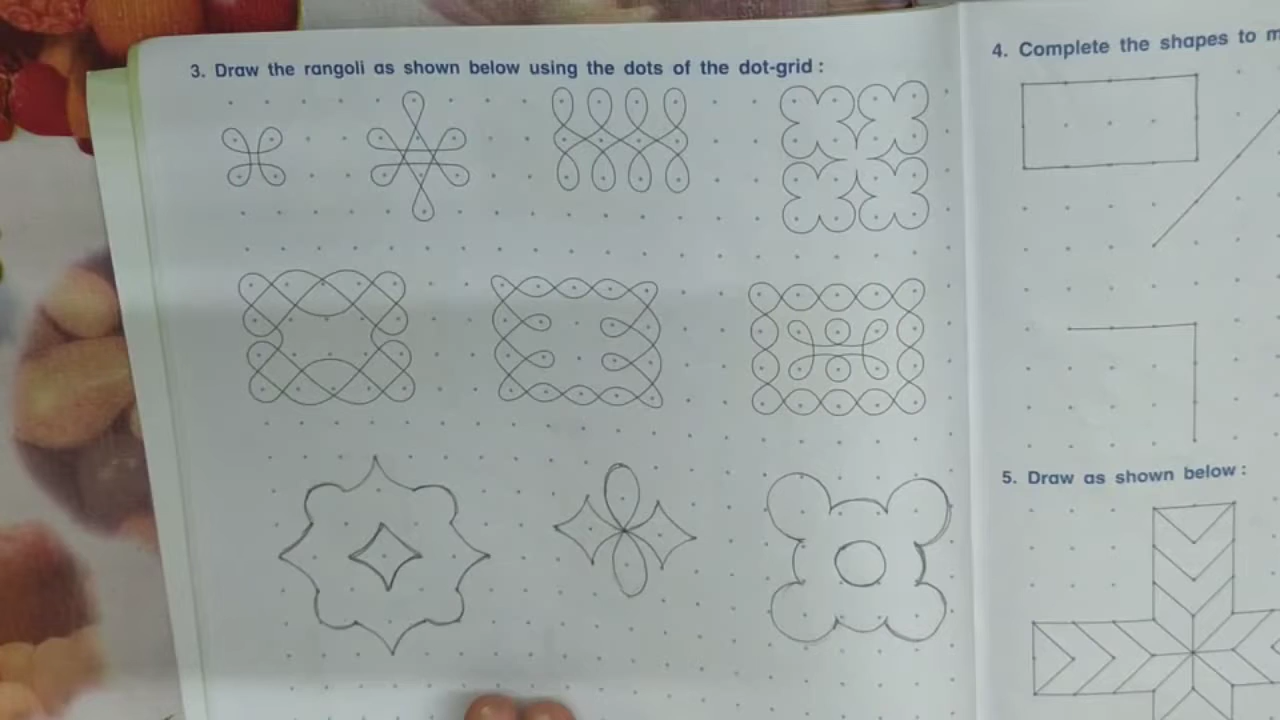 3. Draw the rangoli as shown below using the dots of the dot-grid :
4. Complete the shapes to
5. Draw as shown below :